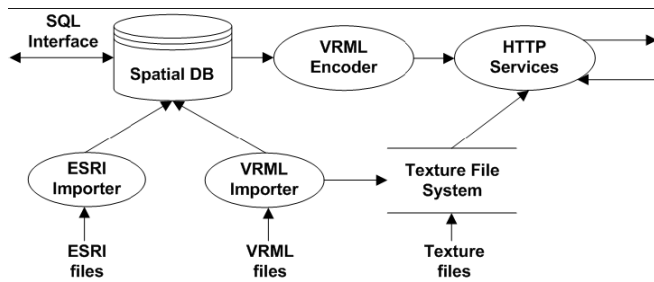 SQL
Interface
Spatial DB
VRML
Encoder
HTTP
Services
ESRI
Importer
VRML
Importer
Texture File
System
ESRI
files
VRML
files
Texture
files